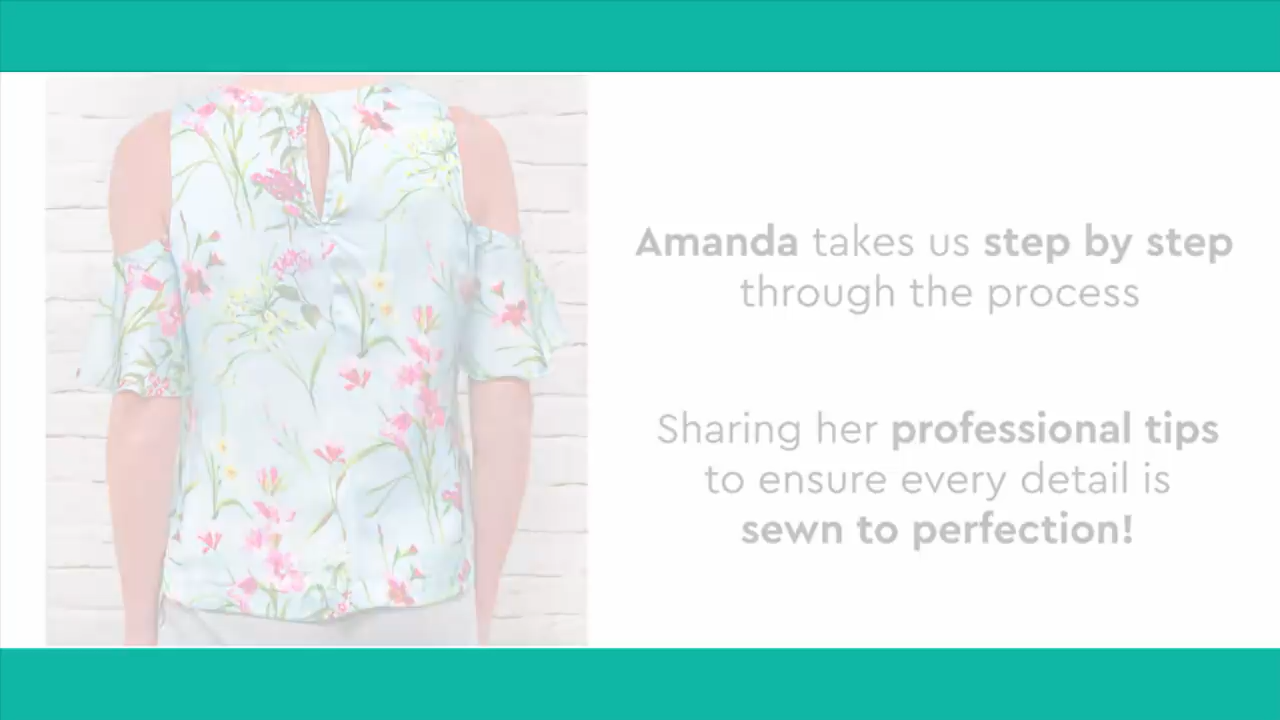 Amanda takes us step by step
through the process
Sharing her professional tips
to ensure every detail is
sewn to perfection!